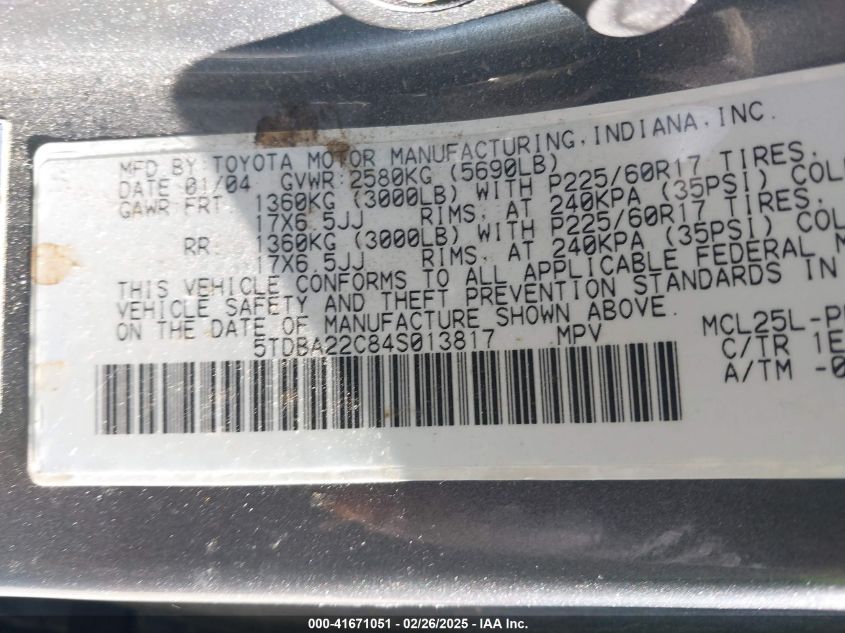 MFD BY TOYOTA MOTOR MANUFACTURING, INDIANA, INC.
DATE 01/04 GVWR 2580KG (5690LB)
GAWR FRT. 1360KG (3000LB) WITH P225/60R17 TIRES,
17X6.5JJ RIMS, AT 240KPA (35PSI) COL
RR. 1360KG (3000LB) WITH P225/60R17 TIRES,
17X6.5JJ RIMS, AT 240KPA (35PSI) COL
THIS VEHICLE CONFORMS TO ALL APPLICABLE FEDERAL M
VEHICLE SAFETY AND THEFT PREVENTION STANDARDS IN
ON THE DATE OF MANUFACTURE SHOWN ABOVE.
5TDBA22C84S013817 MPV
MCL25L-P
C/TR 1E
A/TM -0
000-41671051 - 02/26/2025 - IAA Inc.